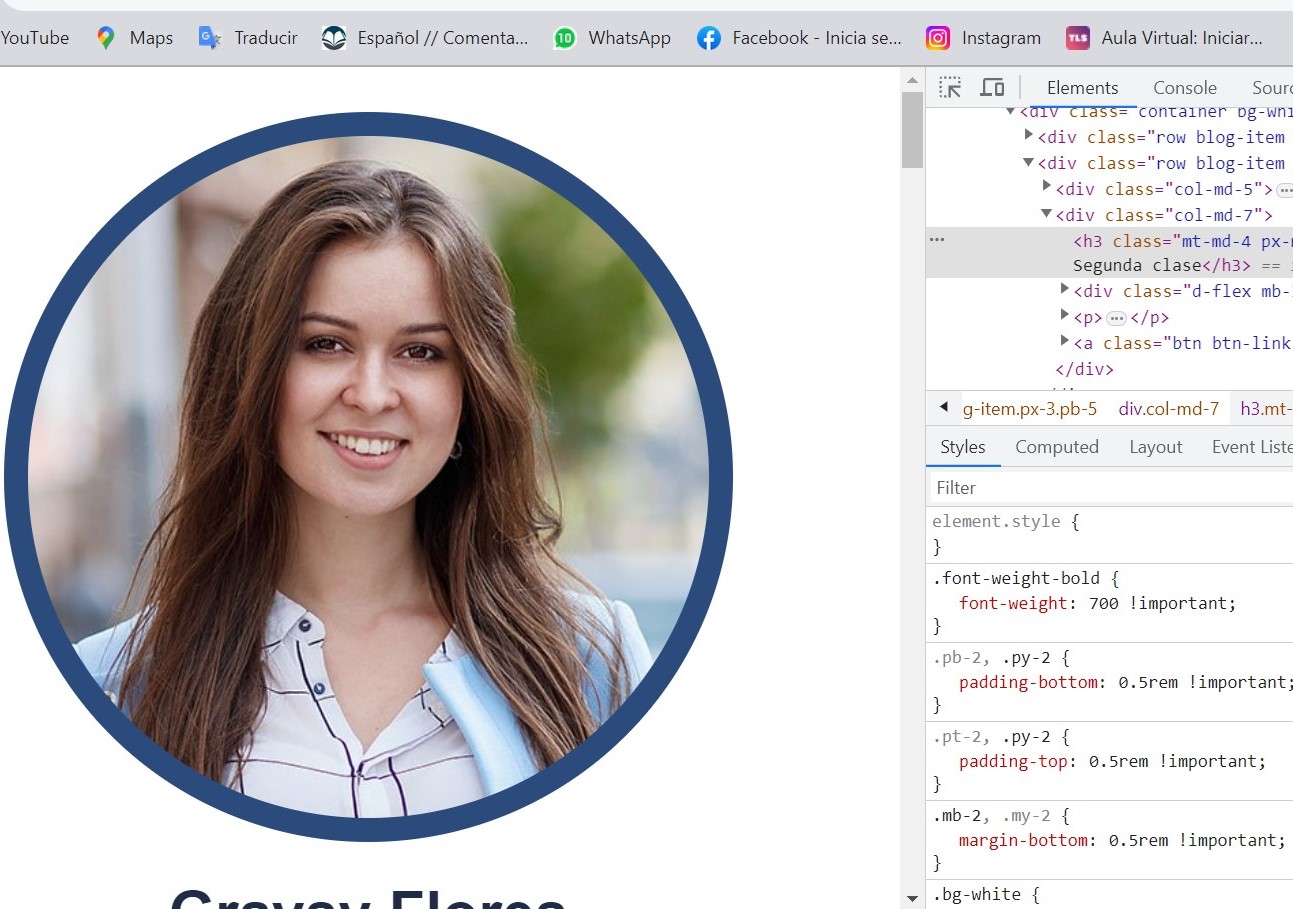 YouTube Maps Traducir Español // Comenta... 10 WhatsApp Facebook - Inicia se... Instagram TLS Aula Virtual: Iniciar...
Elements Console Sour
<div class="container bg-whi
<div class="row blog-item
<div class="row blog-item
<div class="col-md-5">
<div class="col-md-7">
<h3 class="mt-md-4 px-
Segunda clase</h3> ==
<div class="d-flex mb-
<p> </p>
<a class="btn btn-link
</div>
g-item.px-3.pb-5 div.col-md-7 h3.mt-
Styles Computed Layout Event Liste
Filter
element.style {
}
.font-weight-bold {
font-weight: 700 !important;
}
.pb-2, .py-2 {
padding-bottom: 0.5rem !important;
}
.pt-2, .py-2 {
padding-top: 0.5rem !important;
}
.mb-2, .my-2 {
margin-bottom: 0.5rem !important;
}
.bg-white {
Grayay Flores